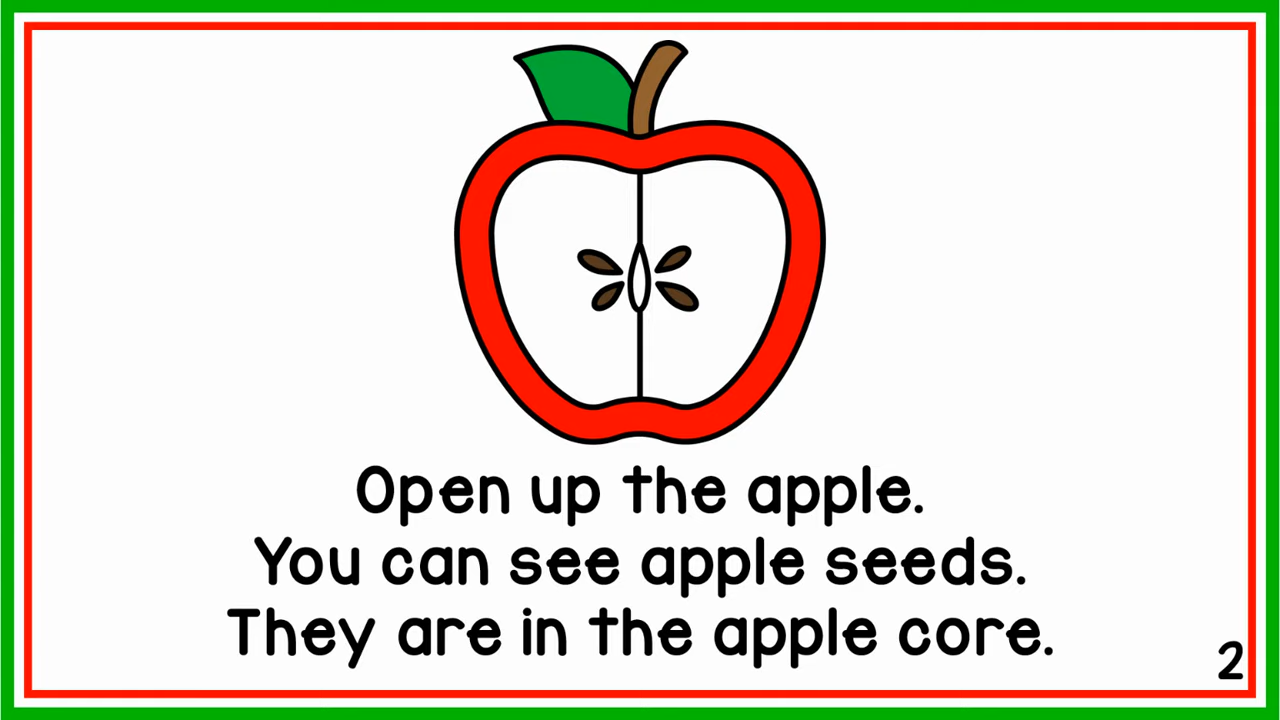 Open up the apple.
You can see apple seeds.
They are in the apple core.
2